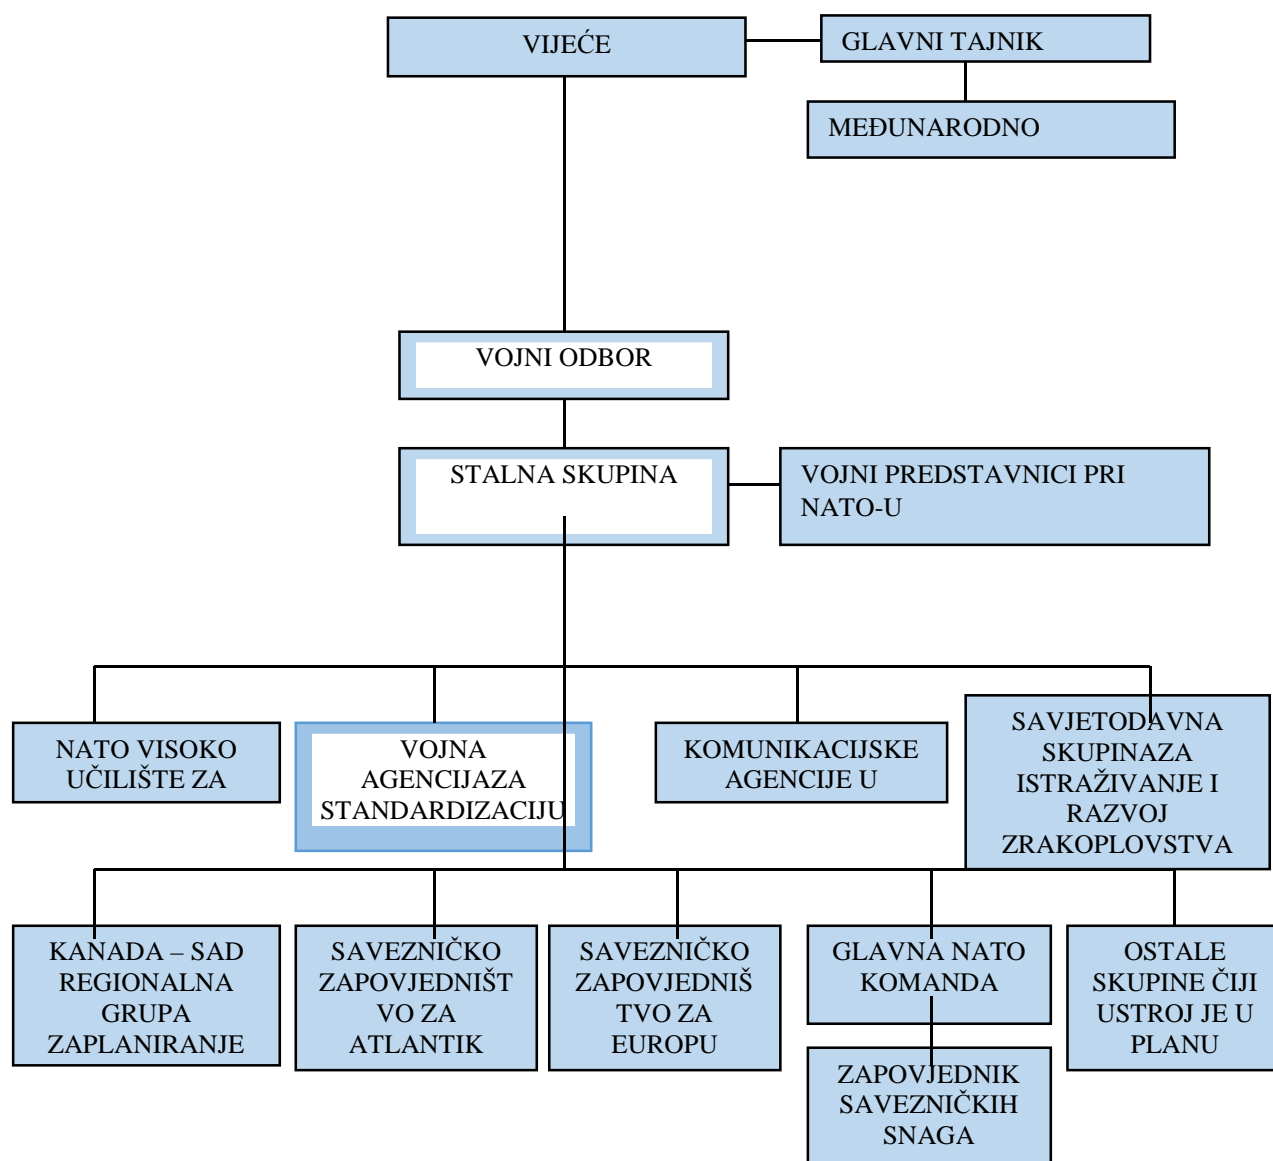 VIJEĆE
GLAVNI TAJNIK
MEĐUNARODNO
VOJNI ODBOR
STALNA SKUPINA
VOJNI PREDSTAVNICI PRI
NATO-U
NATO VISOKO
UČILIŠTE ZA
VOJNA
AGENCIJAZA
STANDARDIZACIJU
KOMUNIKACIJSKE
AGENCIJE U
SAVJETODAVNA
SKUPINAZA
ISTRAŽIVANJE I
RAZVOJ
ZRAKOPLOVSTVA
KANADA – SAD
REGIONALNA
GRUPA
ZAPLANIRANJE
SAVEZNIČKO
ZAPOVJEDNIŠT
VO ZA
ATLANTIK
SAVEZNIČKO
ZAPOVJEDNIŠ
TVO ZA
EUROPU
GLAVNA NATO
KOMANDA
ZAPOVJEDNIK
SAVEZNIČKIH
SNAGA
OSTALE
SKUPINE ČIJI
USTROJ JE U
PLANU